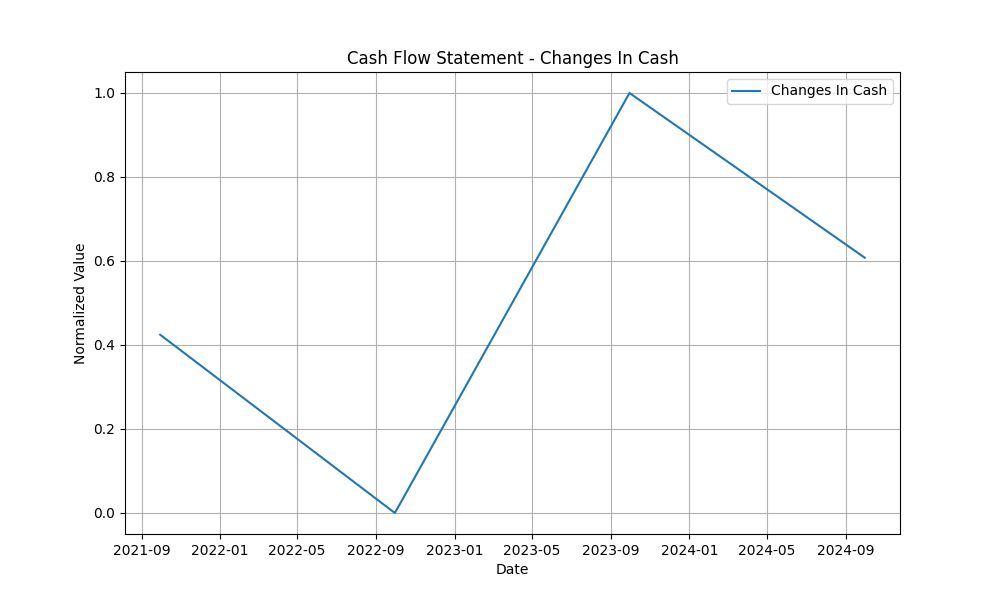 Cash Flow Statement - Changes In Cash
Changes In Cash
Normalized Value
1.0
0.8
0.6
0.4
0.2
0.0
2021-09 2022-01 2022-05 2022-09 2023-01 2023-05 2023-09 2024-01 2024-05 2024-09
Date